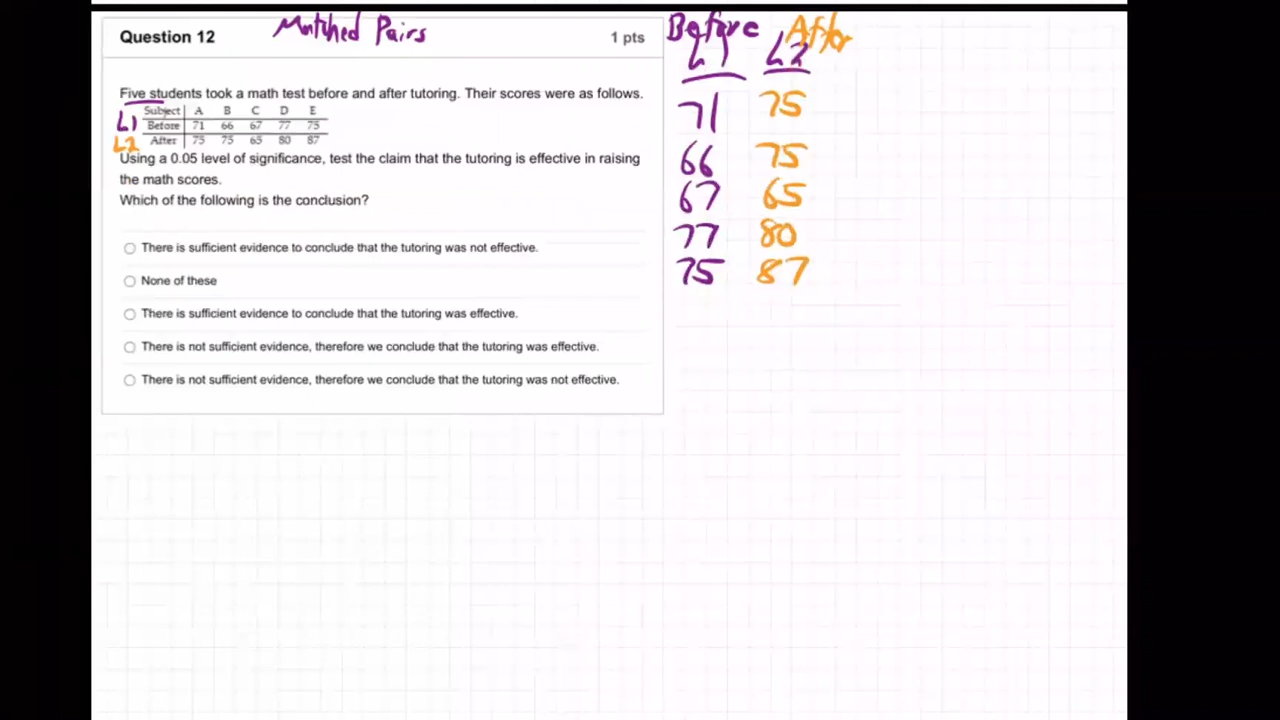 Question 12 Matched Pairs 1 pts
Five students took a math test before and after tutoring. Their scores were as follows.
Subject A B C D E
L1 Before 71 66 67 77 75
L2 After 75 75 65 80 87
Using a 0.05 level of significance, test the claim that the tutoring is effective in raising
the math scores.
Which of the following is the conclusion?
There is sufficient evidence to conclude that the tutoring was not effective.
None of these
There is sufficient evidence to conclude that the tutoring was effective.
There is not sufficient evidence, therefore we conclude that the tutoring was effective.
There is not sufficient evidence, therefore we conclude that the tutoring was not effective.
Before After
L1 L2
71 75
66 75
67 65
77 80
75 87